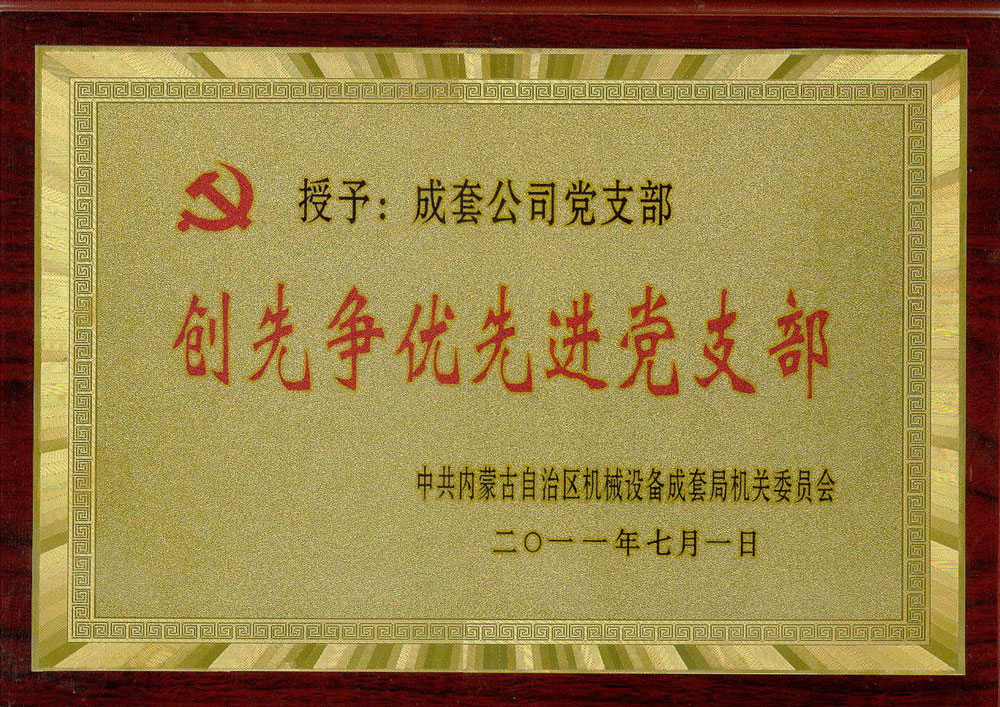 授予：成套公司党支部
创先争优先进党支部
中共内蒙古自治区机械设备成套局机关委员会
二〇一一年七月一日